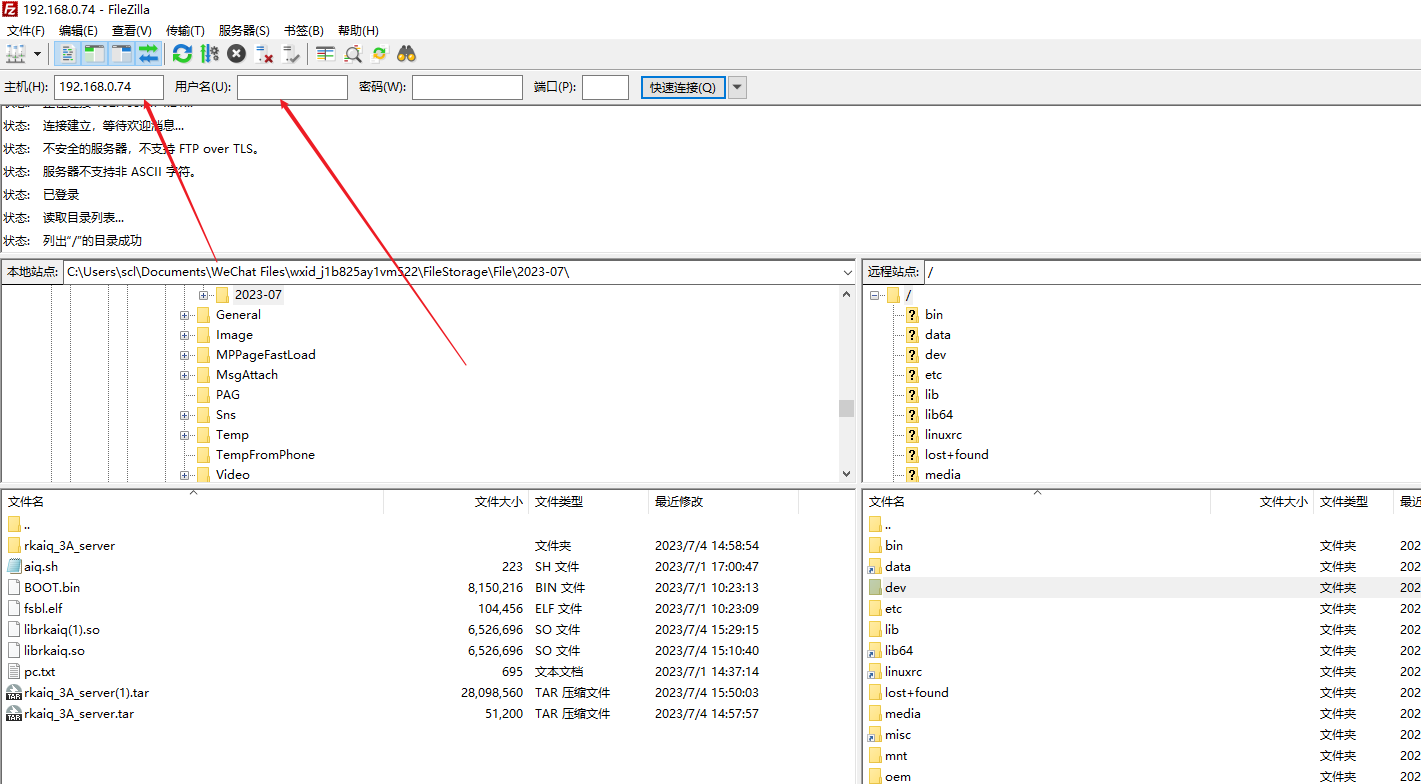 192.168.0.74 - FileZilla
文件(F) 编辑(E) 查看(V) 传输(T) 服务器(S) 书签(B) 帮助(H)
主机(H): 192.168.0.74 用户名(U): 密码(W): 端口(P): 快速连接(Q)
状态: 连接建立，等待欢迎消息...
状态: 不安全的服务器，不支持 FTP over TLS。
状态: 服务器不支持非 ASCII 字符。
状态: 已登录
状态: 读取目录列表...
状态: 列出“/”的目录成功
本地站点: C:\Users\scl\Documents\WeChat Files\wxid_j1b825ay1vm522\FileStorage\File\2023-07\
2023-07
General
Image
MPPageFastLoad
MsgAttach
PAG
Sns
Temp
TempFromPhone
Video
文件名 文件大小 文件类型 最近修改
..
rkaiq_3A_server 文件夹 2023/7/4 14:58:54
aiq.sh 223 SH 文件 2023/7/1 17:00:47
BOOT.bin 8,150,216 BIN 文件 2023/7/1 10:23:13
fsbl.elf 104,456 ELF 文件 2023/7/1 10:23:09
librkaiq(1).so 6,526,696 SO 文件 2023/7/4 15:29:15
librkaiq.so 6,526,696 SO 文件 2023/7/4 15:10:40
pc.txt 695 文本文档 2023/7/1 14:37:14
rkaiq_3A_server(1).tar 28,098,560 TAR 压缩文件 2023/7/4 15:50:03
rkaiq_3A_server.tar 51,200 TAR 压缩文件 2023/7/4 14:57:57
远程站点: /
/
bin
data
dev
etc
lib
lib64
linuxrc
lost+found
media
文件名 文件大小 文件类型 最近
..
bin 文件夹 202
data 文件夹 202
dev 文件夹 202
etc 文件夹 202
lib 文件夹 202
lib64 文件夹 202
linuxrc 文件夹 202
lost+found 文件夹 202
media 文件夹 202
misc 文件夹 202
mnt 文件夹 202
oem 文件夹 202